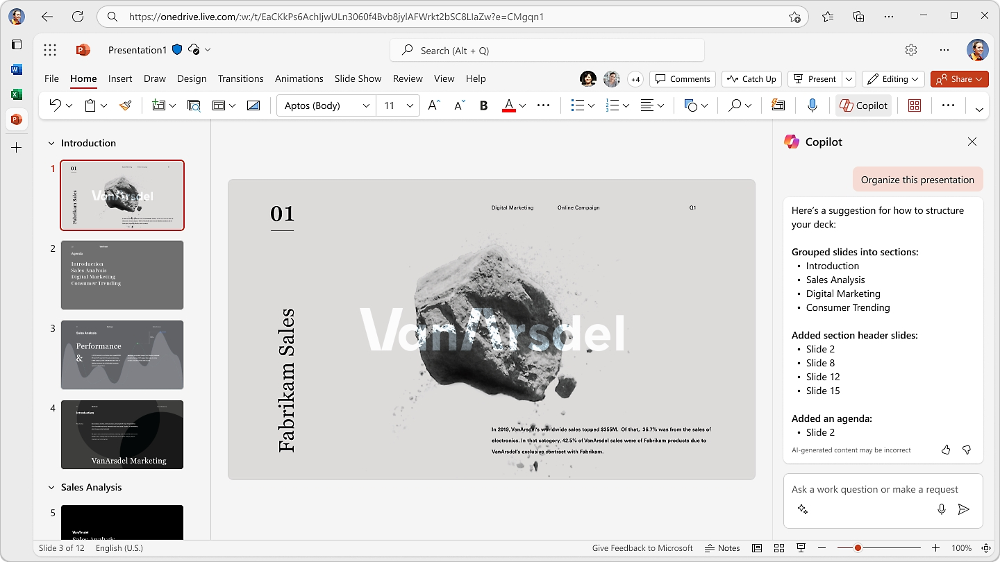 https://onedrive.live.com/:w:/t/EaCKkPs6AchIjwULn3060f4Bvb8jylAFWrkt2bSC8LIaZw?e=CMgqn1
Presentation1
Search (Alt + Q)
File Home Insert Draw Design Transitions Animations Slide Show Review View Help
+4 Comments Catch Up Present Editing Share
Aptos (Body) 11 A A B A Copilot
Introduction
1
01
VanArsdel
Fabrikam Sales
2
Agenda
Introduction
Sales Analysis
Digital Marketing
Consumer Trending
3
Sales Analysis
Performance
&
4
Introduction
VanArsdel Marketing
Sales Analysis
5
VanArsdel
Sales Analysis
01
Digital Marketing Online Campaign Q1
VanArsdel
Fabrikam Sales
In 2019, VanArsdel's worldwide sales topped $355M. Of that, 36.7% was from the sales of
electronics. In that category, 42.5% of VanArsdel sales were of Fabrikam products due to
VanArsdel's exclusive contract with Fabrikam.
Copilot
Organize this presentation
Here's a suggestion for how to structure
your deck:
Grouped slides into sections:
• Introduction
• Sales Analysis
• Digital Marketing
• Consumer Trending
Added section header slides:
• Slide 2
• Slide 8
• Slide 12
• Slide 15
Added an agenda:
• Slide 2
AI-generated content may be incorrect
Ask a work question or make a request
Slide 3 of 12 English (U.S.)
Give Feedback to Microsoft Notes 100%